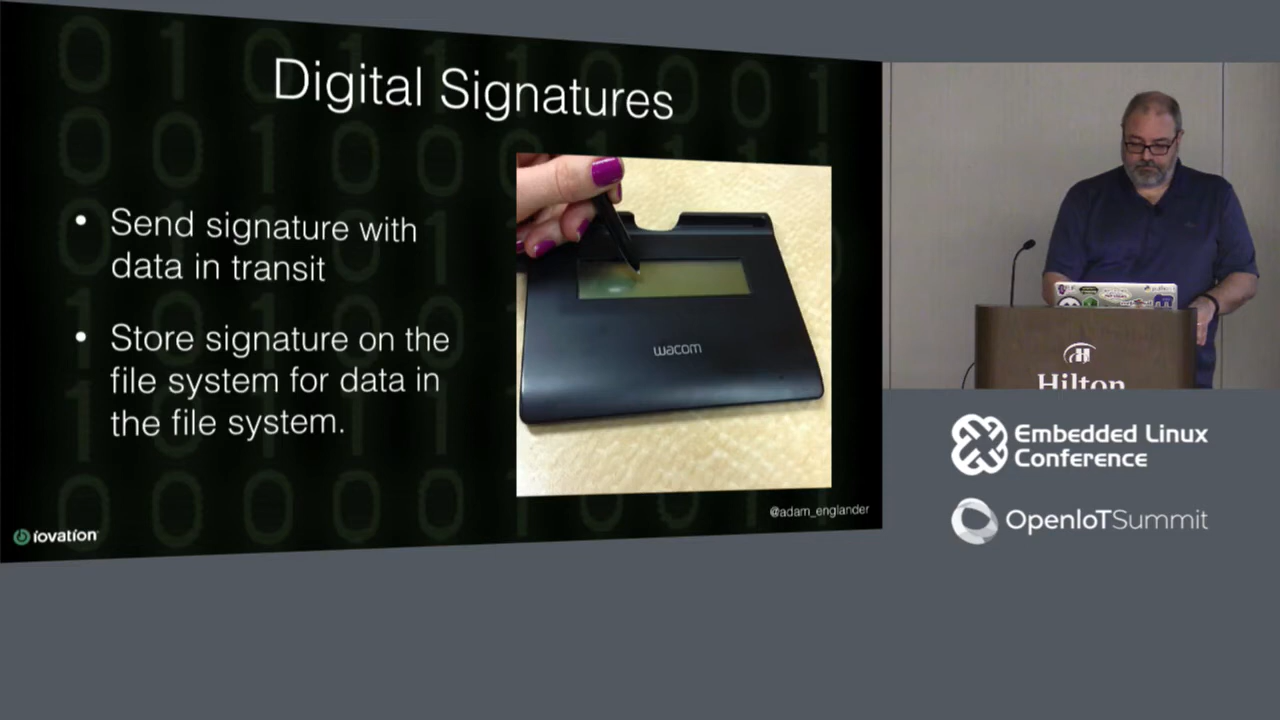 Digital Signatures
• Send signature with
data in transit
• Store signature on the
file system for data in
the file system.
wacom
@adam_englander
iovation
Hilton
Embedded Linux
Conference
OpenIoTSummit